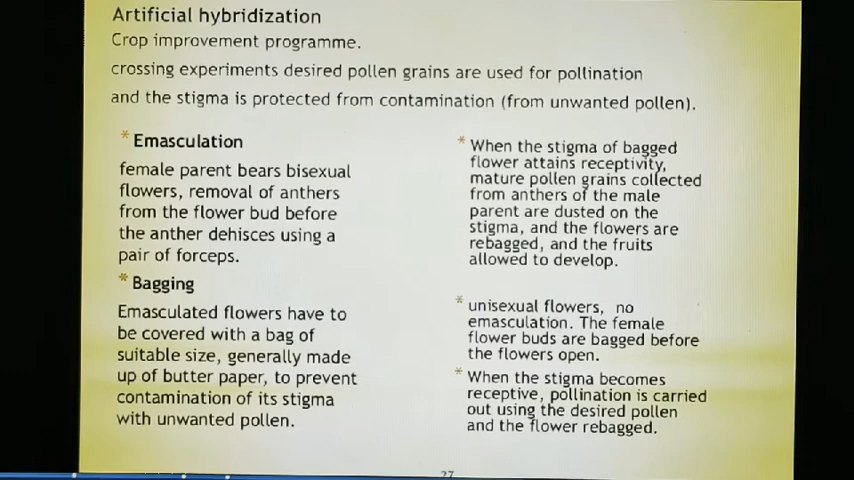 Artificial hybridization
Crop improvement programme.
crossing experiments desired pollen grains are used for pollination
and the stigma is protected from contamination (from unwanted pollen).
* Emasculation
female parent bears bisexual
flowers, removal of anthers
from the flower bud before
the anther dehisces using a
pair of forceps.
* Bagging
Emasculated flowers have to
be covered with a bag of
suitable size, generally made
up of butter paper, to prevent
contamination of its stigma
with unwanted pollen.
* When the stigma of bagged
flower attains receptivity,
mature pollen grains collected
from anthers of the male
parent are dusted on the
stigma, and the flowers are
rebagged, and the fruits
allowed to develop.
* unisexual flowers, no
emasculation. The female
flower buds are bagged before
the flowers open.
* When the stigma becomes
receptive, pollination is carried
out using the desired pollen
and the flower rebagged.
27